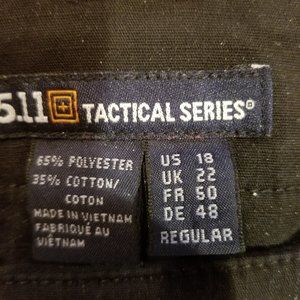 5.11 TACTICAL SERIES®
65% POLYESTER
35% COTTON/
COTON
MADE IN VIETNAM
FABRIQUÉ AU
VIETNAM
US 18
UK 22
FR 50
DE 48
REGULAR